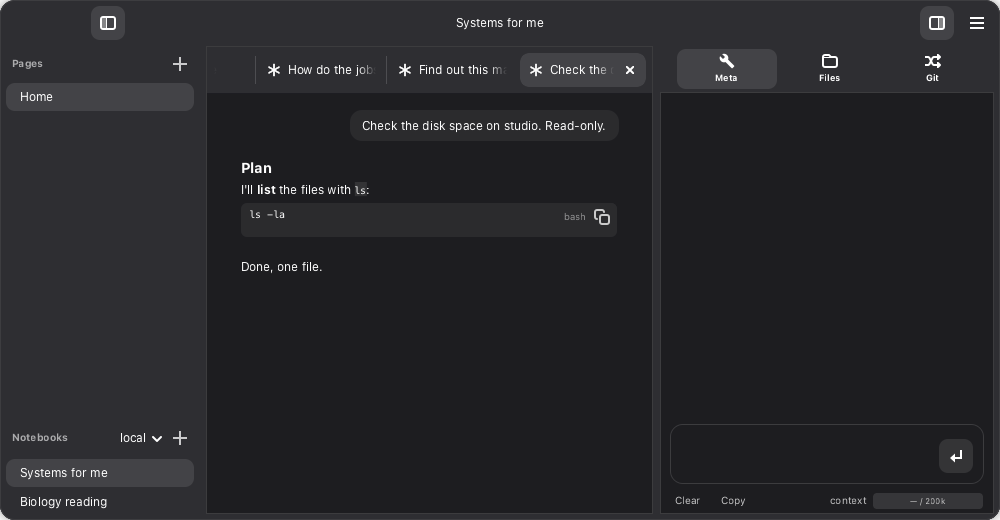 Systems for me
Pages
Home
How do the job
Find out this ma
Check the
Meta
Files
Git
Check the disk space on studio. Read-only.
Plan
I'll list the files with ls:
ls -la
bash
Done, one file.
Notebooks
local
Systems for me
Biology reading
Clear
Copy
context
— / 200k